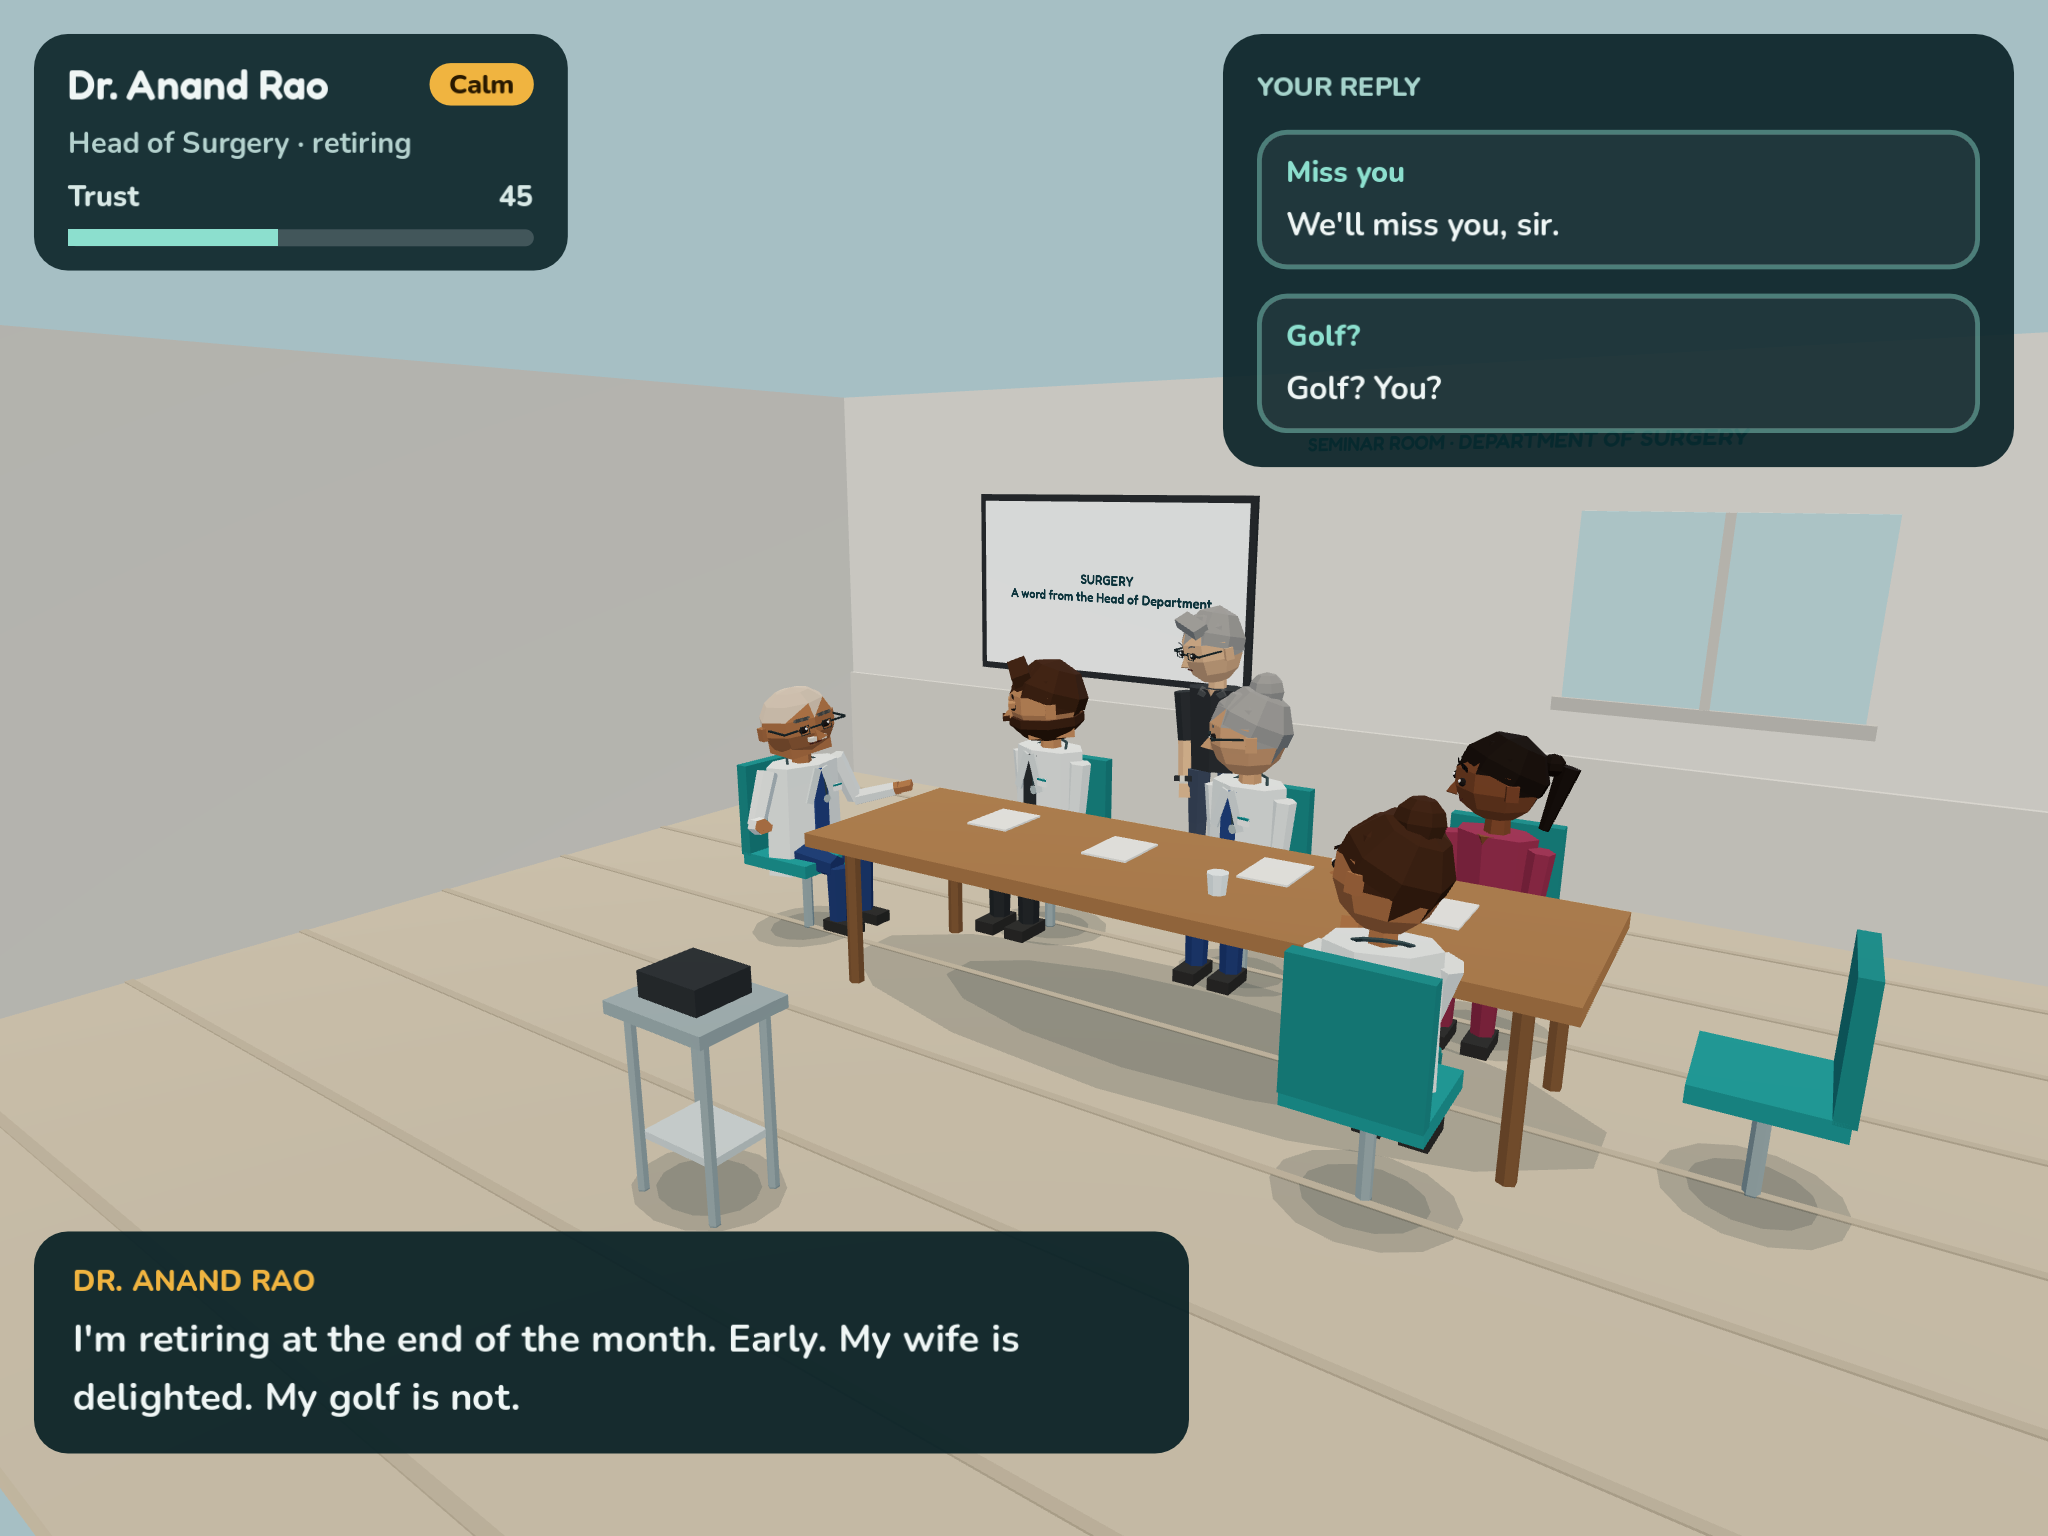 Dr. Anand Rao
Calm
Head of Surgery · retiring
Trust
45
YOUR REPLY
Miss you
We'll miss you, sir.
Golf?
Golf? You?
SEMINAR ROOM · DEPARTMENT OF SURGERY
SURGERY
A word from the Head of Department
DR. ANAND RAO
I'm retiring at the end of the month. Early. My wife is
delighted. My golf is not.